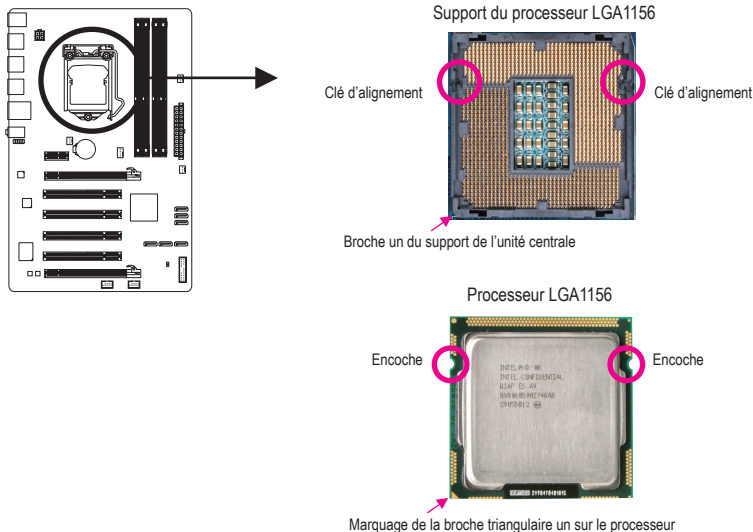 Support du processeur LGA1156
Clé d’alignement
Clé d’alignement
Broche un du support de l’unité centrale
Processeur LGA1156
Encoche
Encoche
INTEL CONFIDENTIAL
Marquage de la broche triangulaire un sur le processeur